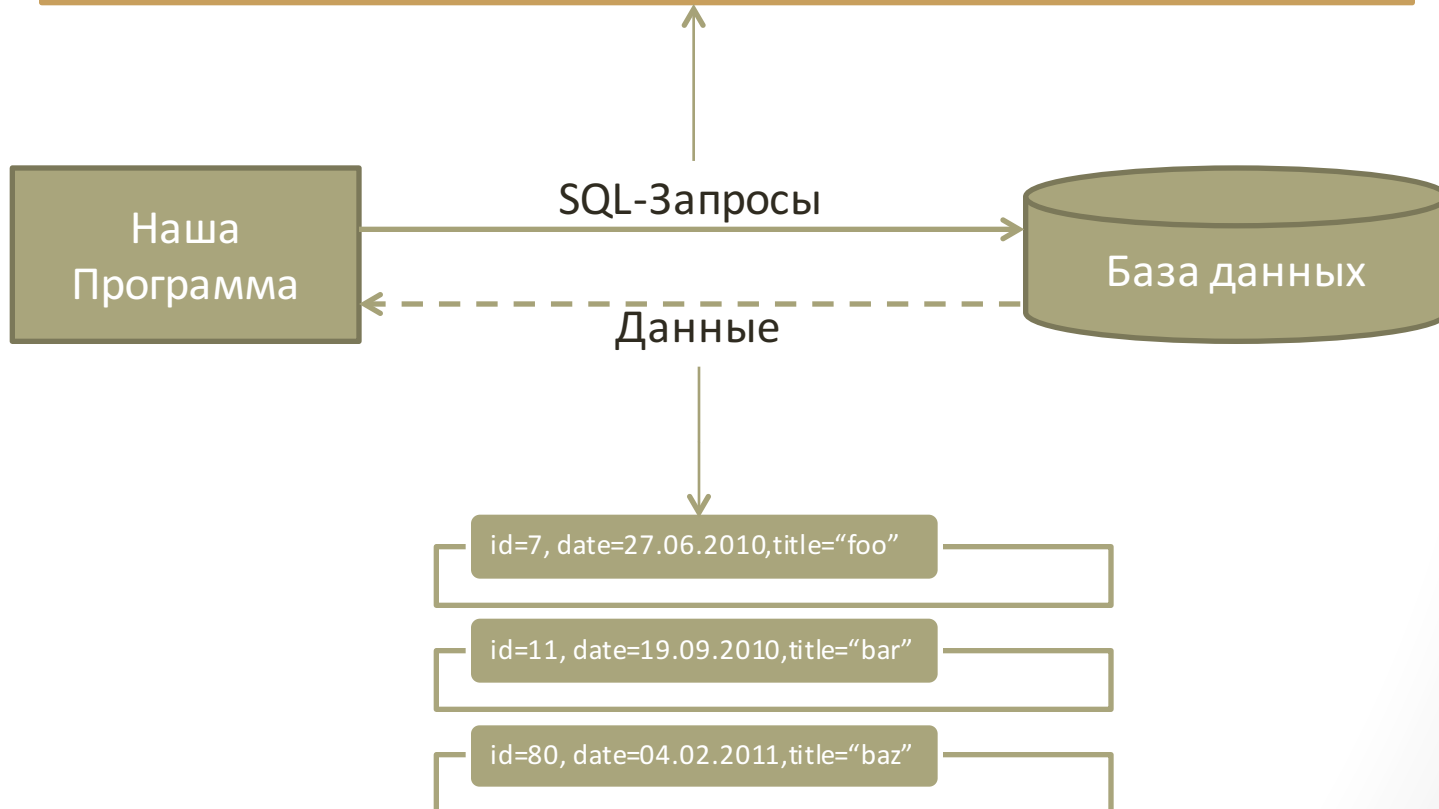 SQL-Запросы
Наша
Программа
База данных
Данные
id=7, date=27.06.2010,title=“foo”
id=11, date=19.09.2010,title=“bar”
id=80, date=04.02.2011,title=“baz”